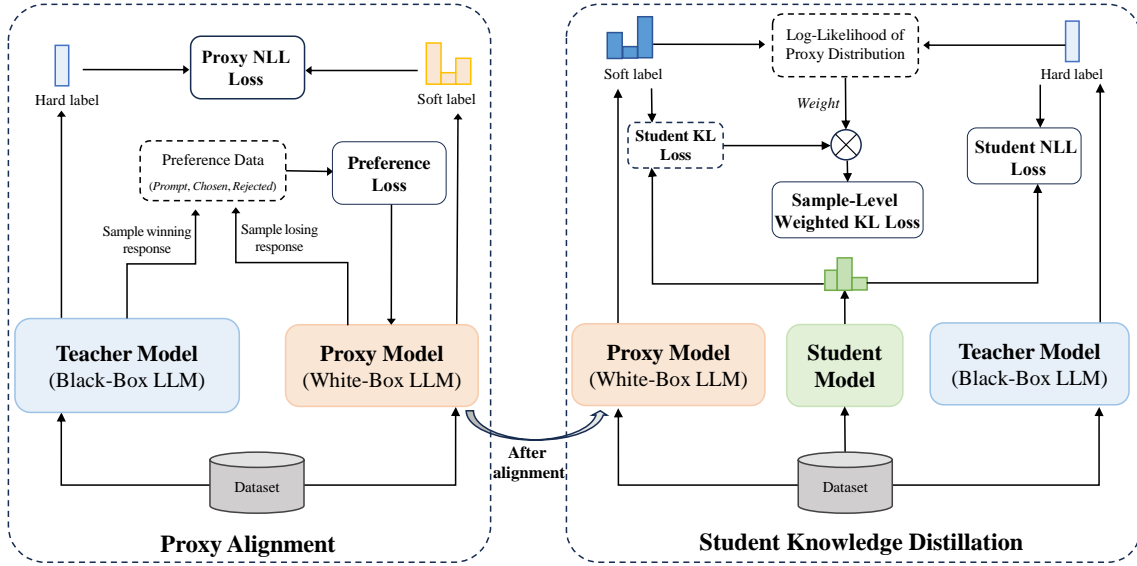 Proxy NLL
Loss
Hard label
Soft label
Preference Data
(Prompt, Chosen, Rejected)
Preference
Loss
Sample winning
response
Sample losing
response
Teacher Model
(Black-Box LLM)
Proxy Model
(White-Box LLM)
Dataset
Proxy Alignment
After
alignment
Soft label
Log-Likelihood of
Proxy Distribution
Hard label
Weight
Student KL
Loss
Student NLL
Loss
Sample-Level
Weighted KL Loss
Proxy Model
(White-Box LLM)
Student
Model
Teacher Model
(Black-Box LLM)
Dataset
Student Knowledge Distillation